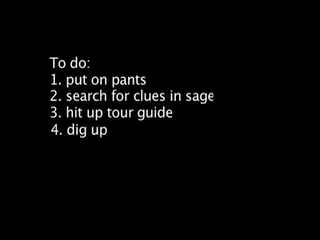 To do:
1. put on pants
2. search for clues in sage
3. hit up tour guide
4. dig up